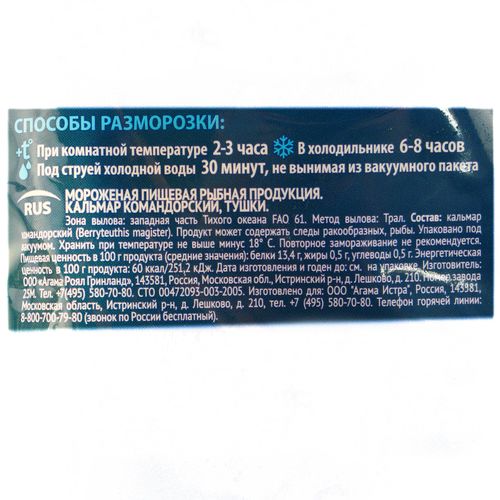 СПОСОБЫ РАЗМОРОЗКИ:
+t° При комнатной температуре 2-3 часа В холодильнике 6-8 часов
Под струей холодной воды 30 минут, не вынимая из вакуумного пакета
RUS
МОРОЖЕНАЯ ПИЩЕВАЯ РЫБНАЯ ПРОДУКЦИЯ.
КАЛЬМАР КОМАНДОРСКИЙ, ТУШКИ.
Зона вылова: западная часть Тихого океана FAO 61. Метод вылова: Трал. Состав: кальмар
командорский (Berryteuthis magister). Продукт может содержать следы ракообразных, рыбы. Упаковано под
вакуумом. Хранить при температуре не выше минус 18° С. Повторное замораживание не рекомендуется.
Пищевая ценность в 100 г продукта (средние значения): белки 13,4 г, жиры 0,5 г, углеводы 0,5 г. Энергетическая
ценность в 100 г продукта: 60 ккал/251,2 кДж. Дата изготовления и годен до: см. на упаковке. Изготовитель:
ООО «Агама Роял Гринланд», 143581, Россия, Московская обл., Истринский р-н, д. Лешково, д. 210. Номер завода
25М. Тел. +7 (495) 580-70-80. СТО 00472093-003-2005. Изготовлено для: ООО "Агама Истра", Россия, 143981,
Московская область, Истринский р-н, д. Лешково, д. 210, тел. +7 (495) 580-70-80. Телефон горячей линии:
8-800-700-79-80 (звонок по России бесплатный).